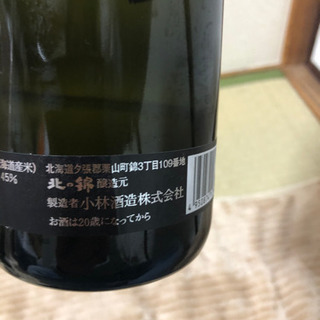 海道産米) 北海道夕張郡栗山町錦3丁目109番地
45% 北の錦醸造元
製造者 小林酒造株式会社
お酒は20歳になってから